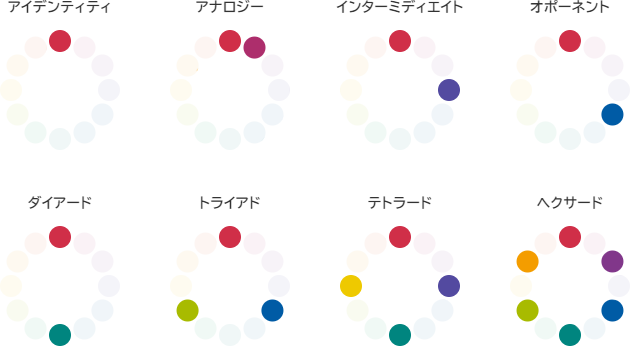 アイデンティティ
アナロジー
インターミディエイト
オポーネント
ダイアード
トライアド
テトラード
ヘクサード